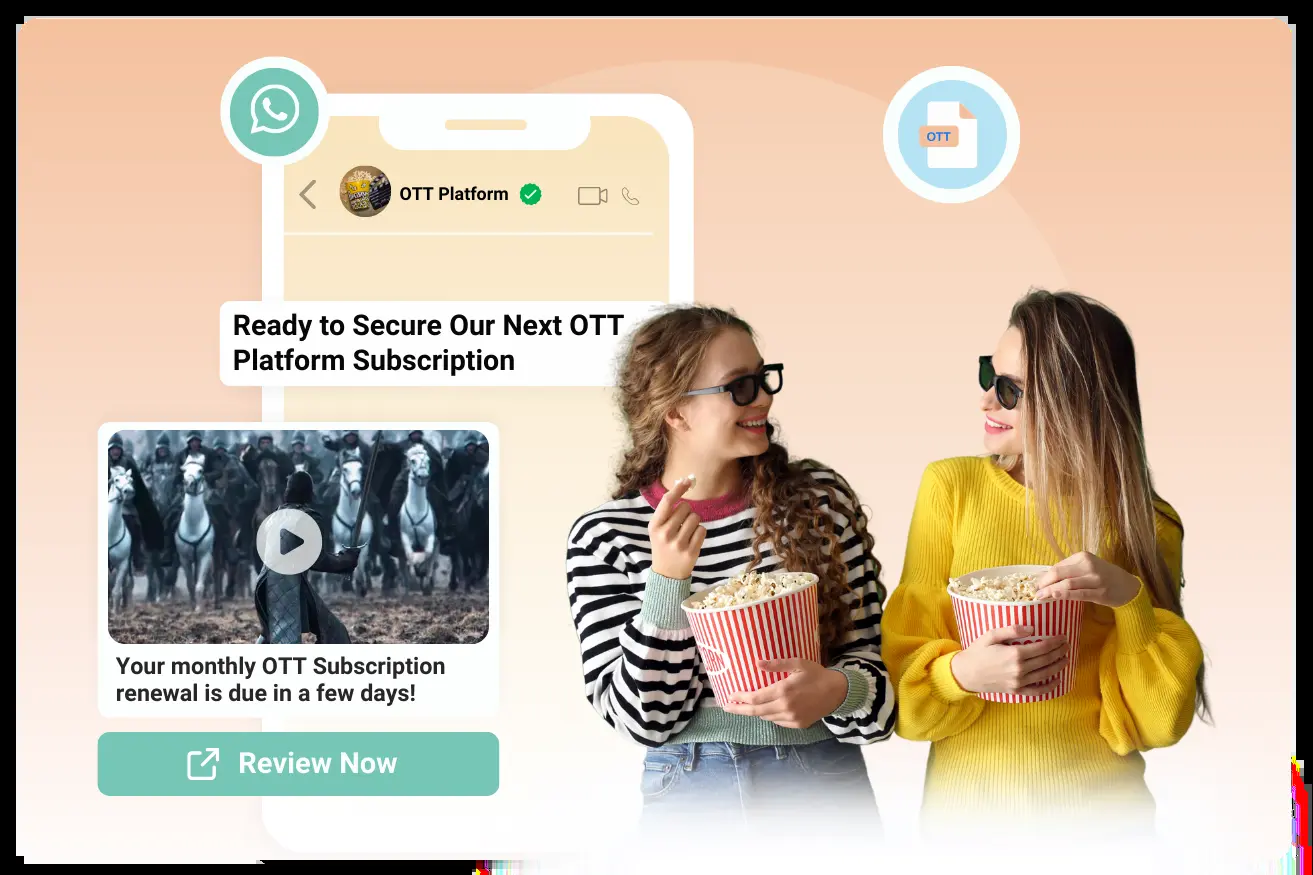 OTT
OTT Platform
Ready to Secure Our Next OTT
Platform Subscription
Your monthly OTT Subscription
renewal is due in a few days!
Review Now